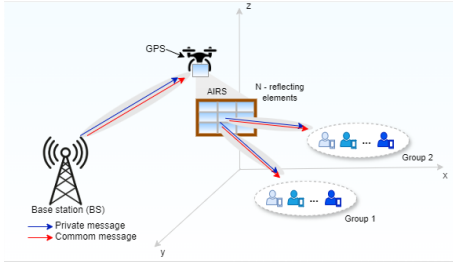 z
GPS
AIRS
N - reflecting
elements
Group 2
x
Base station (BS)
Private message
Commom message
Group 1
y